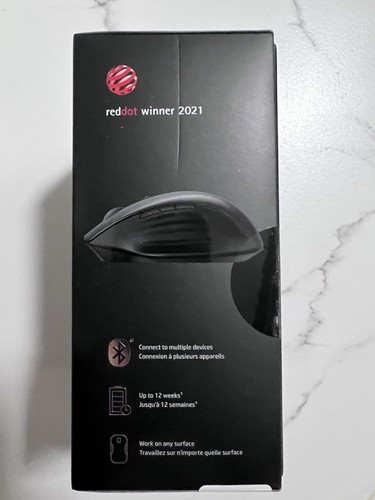 reddot winner 2021
Connect to multiple devices
Connexion à plusieurs appareils
Up to 12 weeks¹
Jusqu'à 12 semaines¹
Work on any surface
Travaillez sur n'importe quelle surface